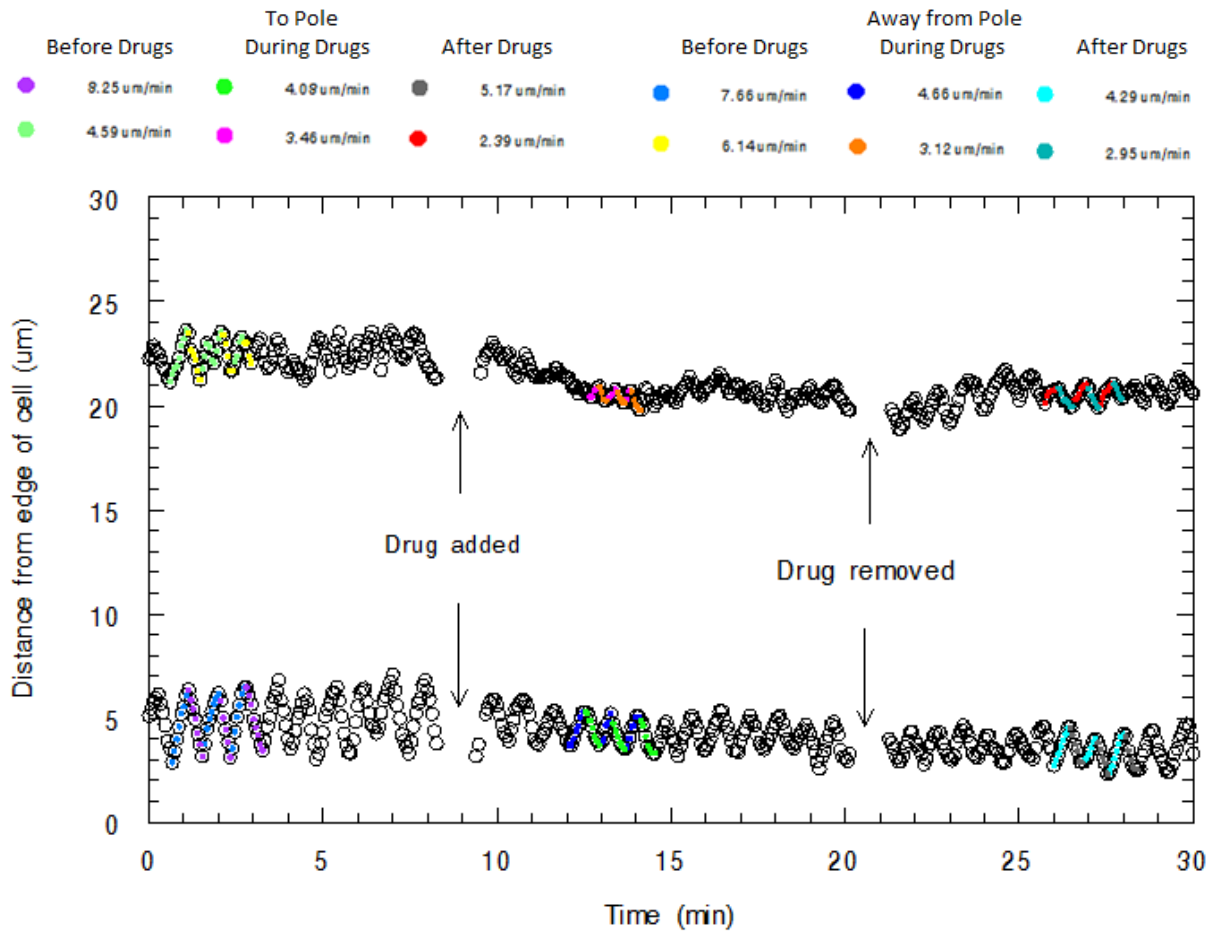 To Pole Away from Pole
Before Drugs During Drugs After Drugs Before Drugs During Drugs After Drugs
um/min um/min 5.17 um/min 7.66 um/min 4.66 um/min 4.29 um/min
4.59 um/min 3.46 um/min 2.39 um/min 6.14 um/min 3.12 um/min 2.95 um/min
Distance from edge of cell (um)
30
25
20
15
10
5
0
Drug added
Drug removed
0 5 10 15 20 25 30
Time (min)